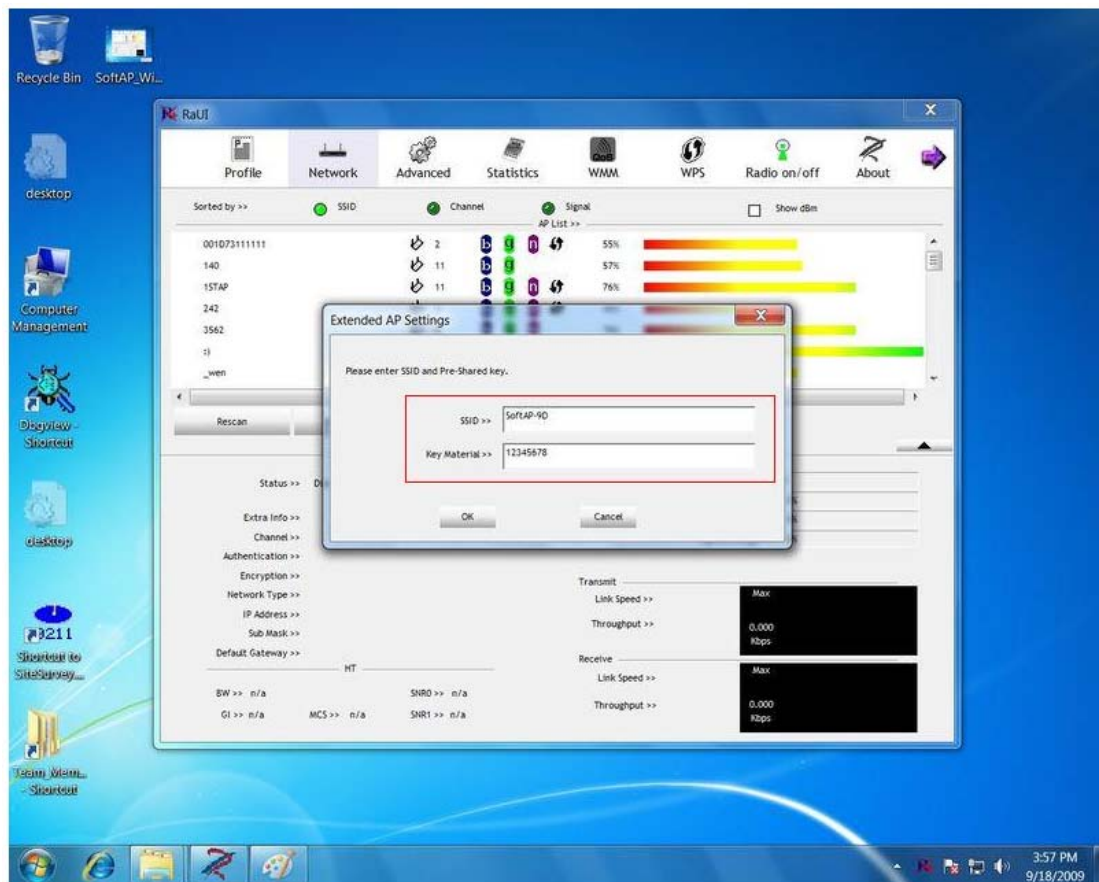 Recycle Bin
SoftAP_Wi...
desktop
Computer Management
Dbgview - Shortcut
desktop
Shortcut to SiteSurvey...
Team_Mem... - Shortcut
RaUI
Profile Network Advanced Statistics WMM WPS Radio on/off About
QoS
Sorted by >> SSID Channel Signal Show dBm
AP List >>
001D73111111 2 b g n 55%
140 11 b g 57%
1STAP 11 b g n 76%
242
3562
:)
_wen
Rescan
Extended AP Settings
Please enter SSID and Pre-Shared key.
SSID >> SoftAP-9D
Key Material >> 12345678
OK Cancel
Status >>
Extra Info >>
Channel >>
Authentication >>
Encryption >>
Network Type >>
IP Address >>
Sub Mask >>
Default Gateway >>
HT
BW >> n/a SNR0 >> n/a
GI >> n/a MCS >> n/a SNR1 >> n/a
Transmit
Link Speed >> Max
Throughput >> 0.000
Kbps
Receive
Link Speed >> Max
Throughput >> 0.000
Kbps
3:57 PM
9/18/2009